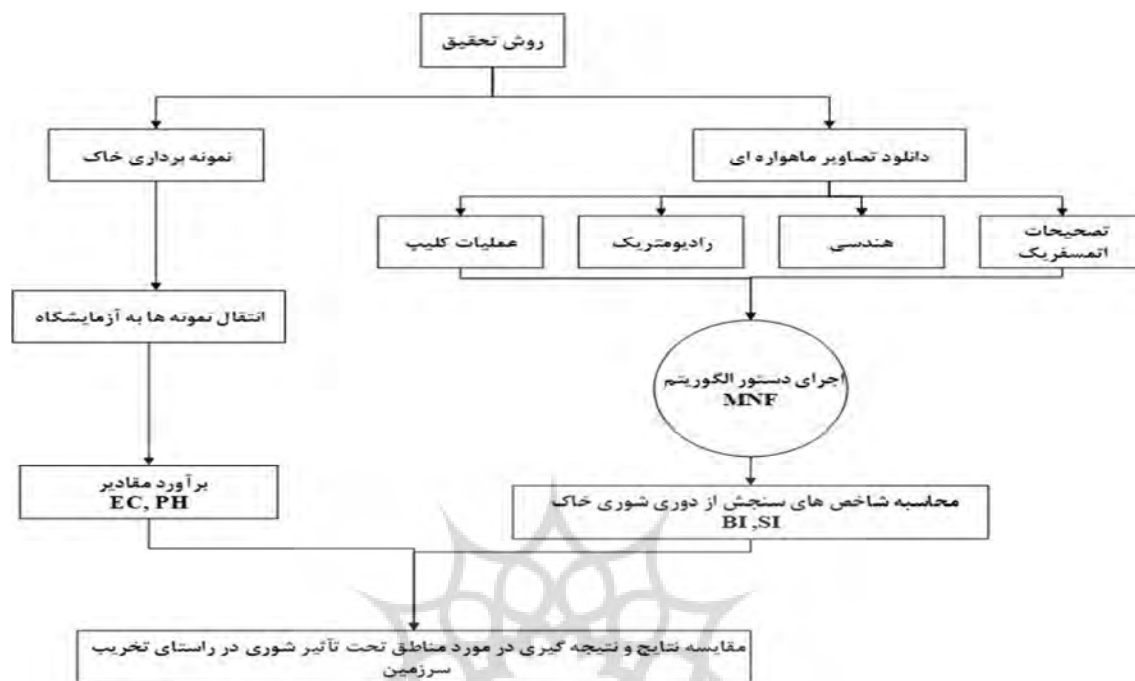 روش تحقیق
دانلود تصاویر ماهواره ای
نمونه برداری خاک
تصحیحات
اتمسفریک
هندسی
رادیومتریک
عملیات کلیپ
انتقال نمونه ها به آزمایشگاه
اجرای دستور الگوریتم
MNF
برآورد مقادیر
EC, PH
محاسبه شاخص های سنجش از دوری شوری خاک
BI ,SI
مقایسه نتایج و نتیجه گیری در مورد مناطق تحت تأثیر شوری در راستای تخریب
سرزمین